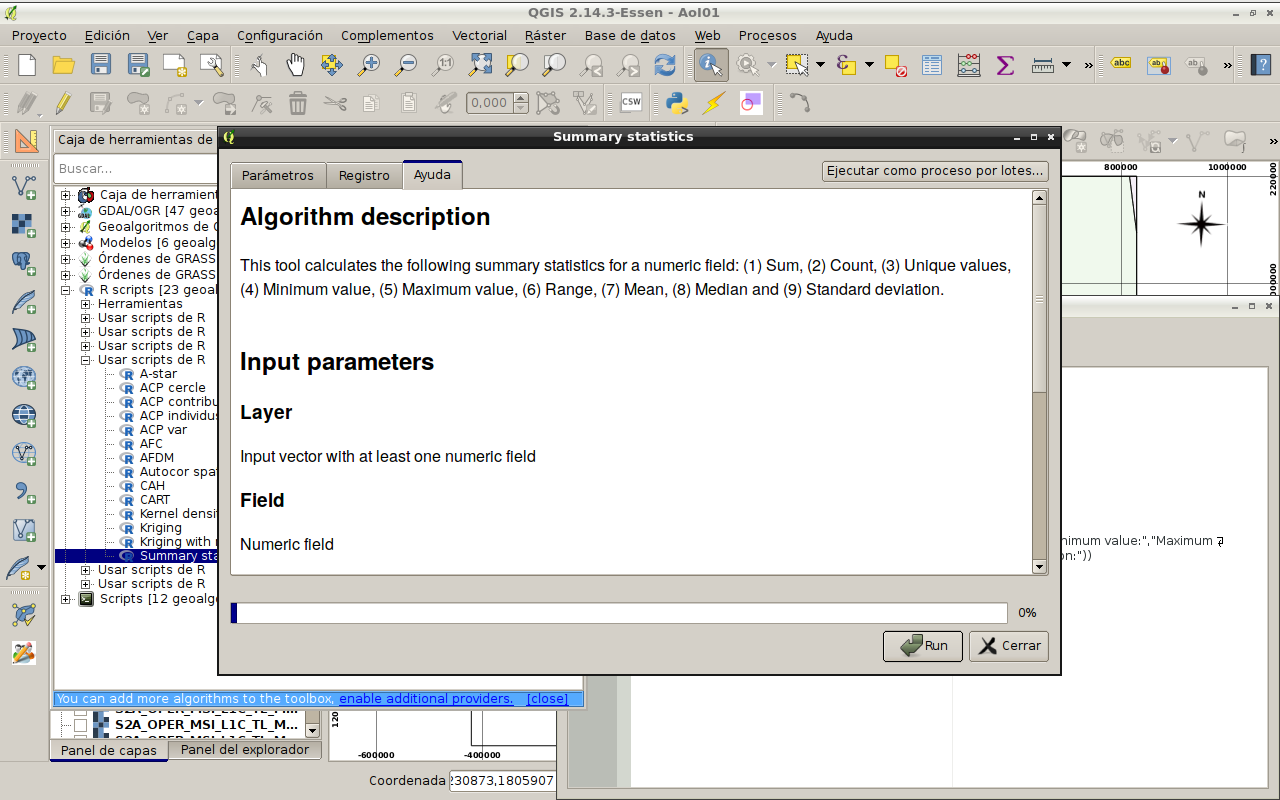 QGIS 2.14.3-Essen - AoI01
Proyecto Edición Ver Capa Configuración Complementos Vectorial Ráster Base de datos Web Procesos Ayuda
1:1
abc ab ab
0,000
CSW
Caja de herramientas de
Buscar...
Caja de herramient
GDAL/OGR [47 geoa
Geoalgoritmos de O
Modelos [6 geoalg
Órdenes de GRASS
Órdenes de GRASS
R scripts [23 geoal
Herramientas
Usar scripts de R
Usar scripts de R
Usar scripts de R
Usar scripts de R
A-star
ACP cercle
ACP contribu
ACP individus
ACP var
AFC
AFDM
Autocor spat
CAH
CART
Kernel densi
Kriging
Kriging with
Summary sta
Usar scripts de R
Usar scripts de R
Scripts [12 geoalg
You can add more algorithms to the toolbox, enable additional providers. [close]
S2A_OPER_MSI_L1C_TL_M...
Panel de capas Panel del explorador
Summary statistics
Parámetros Registro Ayuda
Ejecutar como proceso por lotes...
Algorithm description
This tool calculates the following summary statistics for a numeric field: (1) Sum, (2) Count, (3) Unique values,
(4) Minimum value, (5) Maximum value, (6) Range, (7) Mean, (8) Median and (9) Standard deviation.
Input parameters
Layer
Input vector with at least one numeric field
Field
Numeric field
0%
Run Cerrar
800000 1000000
220000
N
nimum value:","Maximum
on:"))
120
-600000 -400000
Coordenada 230873,1805907